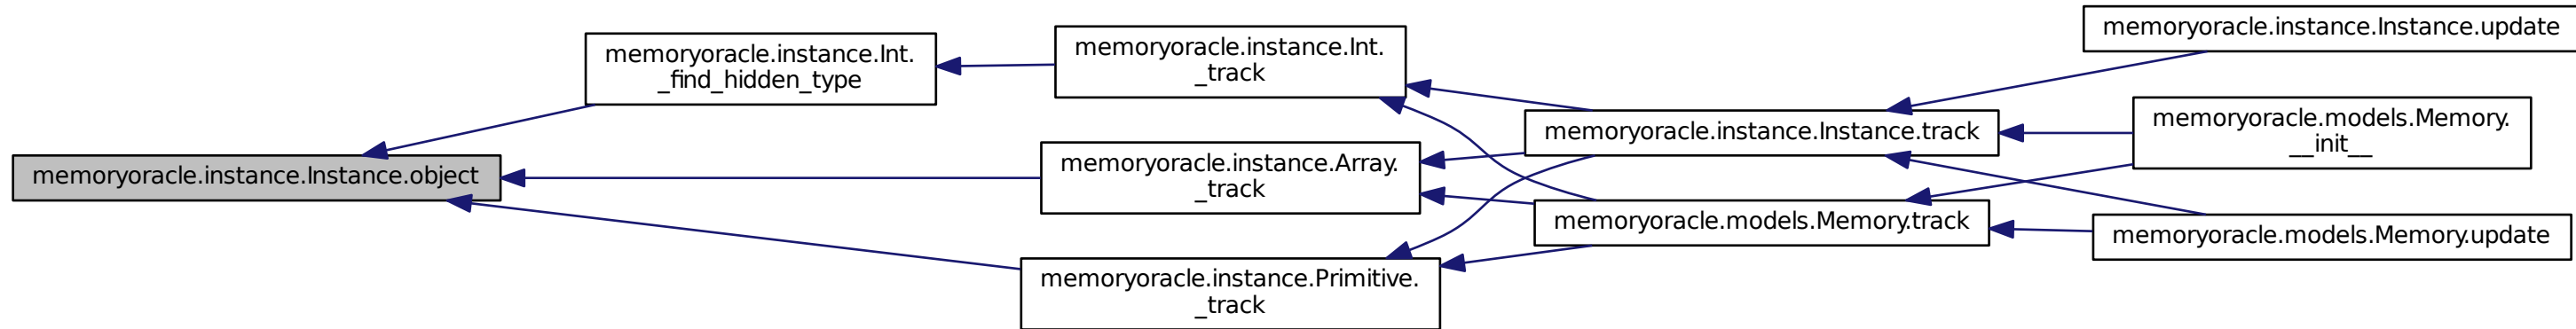 memoryoracle.instance.Instance.object
memoryoracle.instance.Int.
_find_hidden_type
memoryoracle.instance.Int.
_track
memoryoracle.instance.Array.
_track
memoryoracle.instance.Primitive.
_track
memoryoracle.instance.Instance.track
memoryoracle.models.Memory.track
memoryoracle.instance.Instance.update
memoryoracle.models.Memory.
__init__
memoryoracle.models.Memory.update